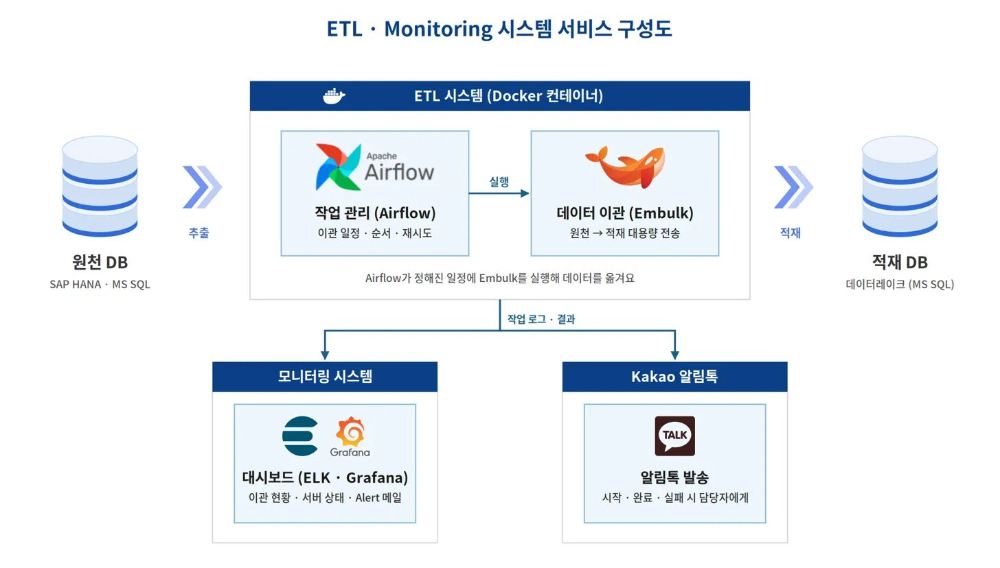 ETL · Monitoring 시스템 서비스 구성도
ETL 시스템 (Docker 컨테이너)
Apache
Airflow
작업 관리 (Airflow)
이관 일정 · 순서 · 재시도
실행
데이터 이관 (Embulk)
원천 → 적재 대용량 전송
Airflow가 정해진 일정에 Embulk를 실행해 데이터를 옮겨요
추출
원천 DB
SAP HANA · MS SQL
적재
적재 DB
데이터레이크 (MS SQL)
작업 로그 · 결과
모니터링 시스템
Grafana
대시보드 (ELK · Grafana)
이관 현황 · 서버 상태 · Alert 메일
Kakao 알림톡
TALK
알림톡 발송
시작 · 완료 · 실패 시 담당자에게